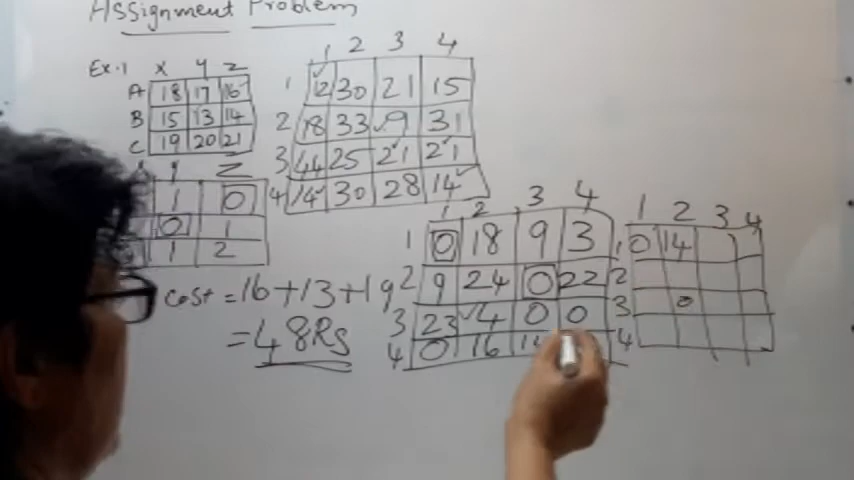 Assignment Problem
Ex.1 X Y Z
A 18 17 16
B 15 13 14
C 19 20 21
Z
1 0
0 1
1 2
cost = 16 + 13 + 19
= 48 Rs
1 2 3 4
1 12 30 21 15
2 18 33 9 31
3 44 25 21 21
4 14 30 28 14
1 2 3 4
1 0 18 9 3
2 9 24 0 22
3 23 4 0 0
4 0 16
1 2 3 4
1 0 14
2
3 0
4